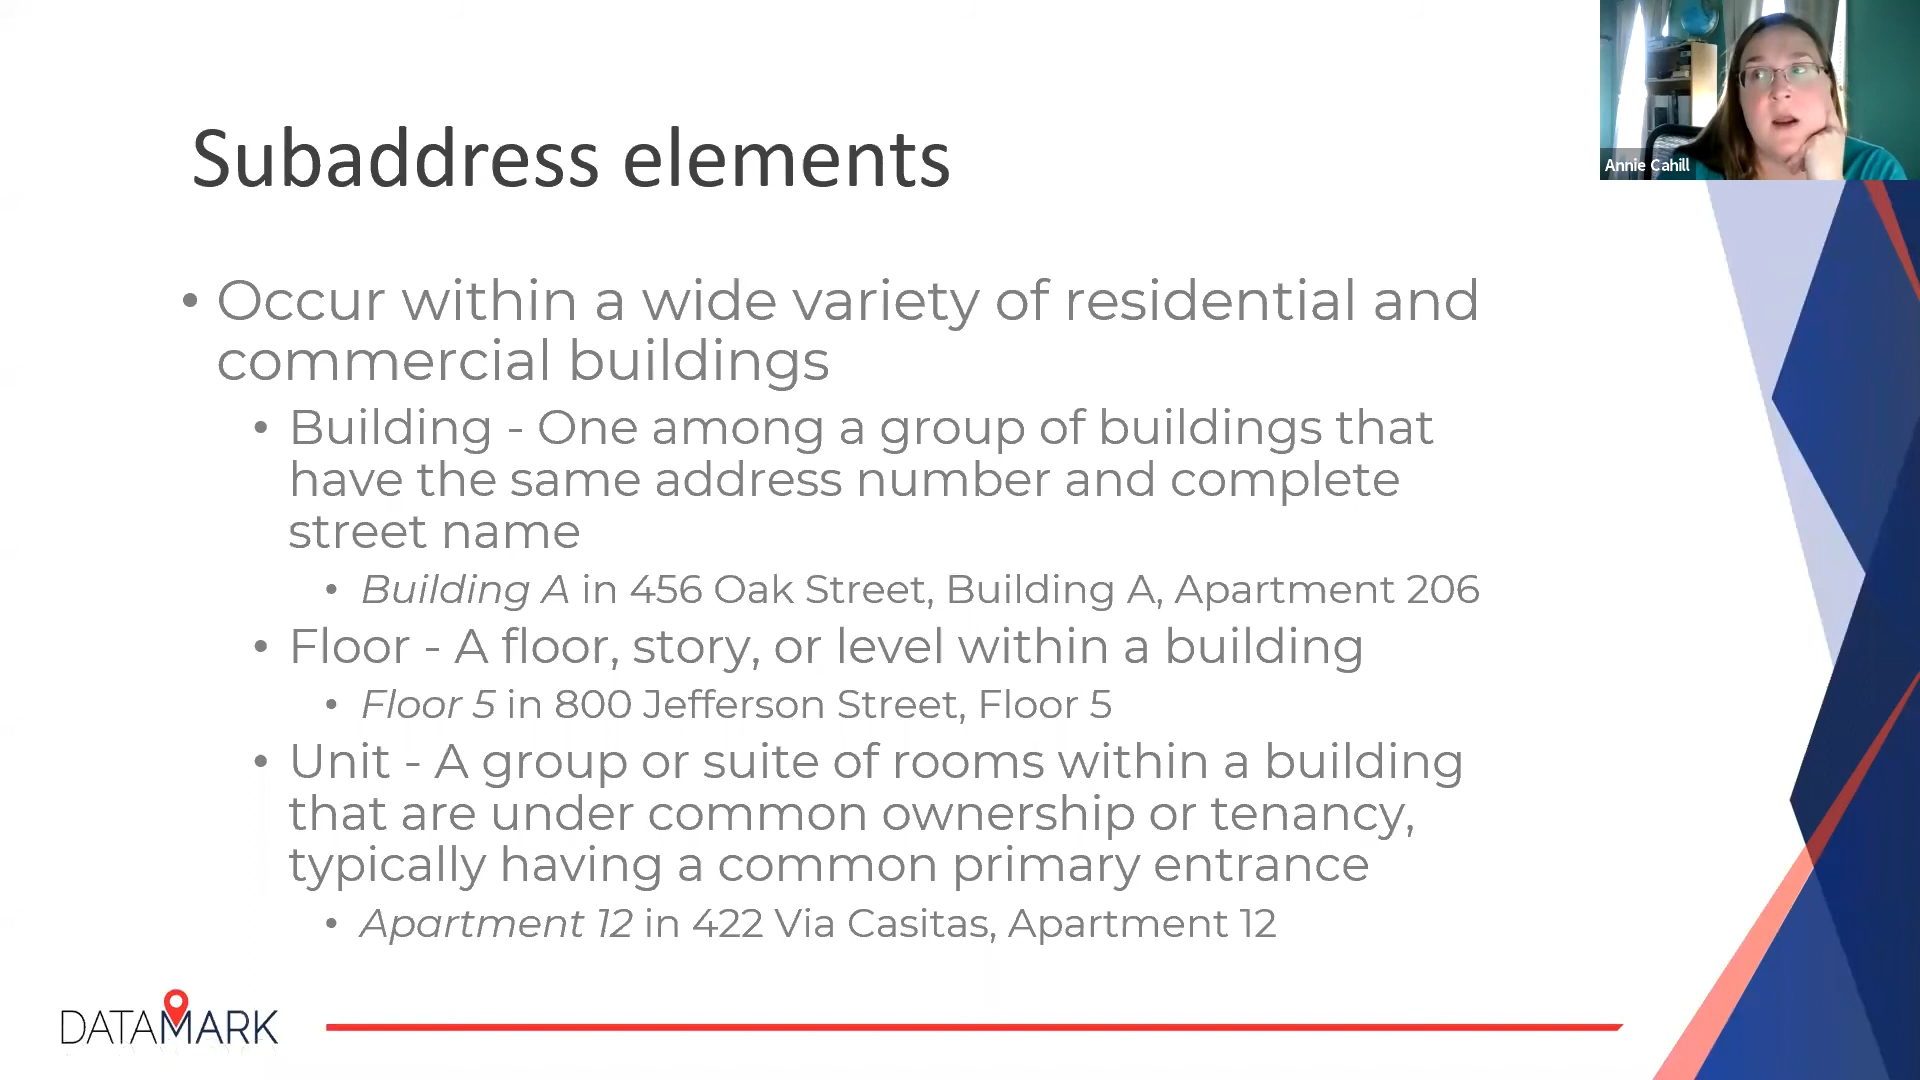 Annie Cahill
Subaddress elements
• Occur within a wide variety of residential and
commercial buildings
• Building - One among a group of buildings that
have the same address number and complete
street name
• Building A in 456 Oak Street, Building A, Apartment 206
• Floor - A floor, story, or level within a building
• Floor 5 in 800 Jefferson Street, Floor 5
• Unit - A group or suite of rooms within a building
that are under common ownership or tenancy,
typically having a common primary entrance
• Apartment 12 in 422 Via Casitas, Apartment 12
DATAMARK